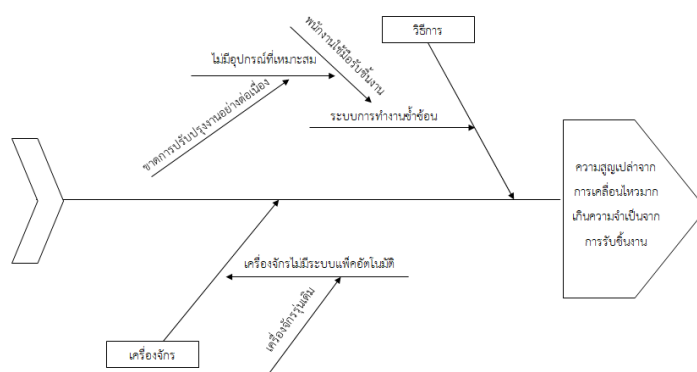 วิธีการ
พนักงานใช้มือรับชิ้นงาน
ไม่มีอุปกรณ์ที่เหมาะสม
ขาดการปรับปรุงงานอย่างต่อเนื่อง
ระบบการทำงานซ้ำซ้อน
ความสูญเปล่าจาก
การเคลื่อนไหวมาก
เกินความจำเป็นจาก
การรับชิ้นงาน
เครื่องจักรไม่มีระบบแพ็คอัตโนมัติ
เครื่องจักรรุ่นเดิม
เครื่องจักร